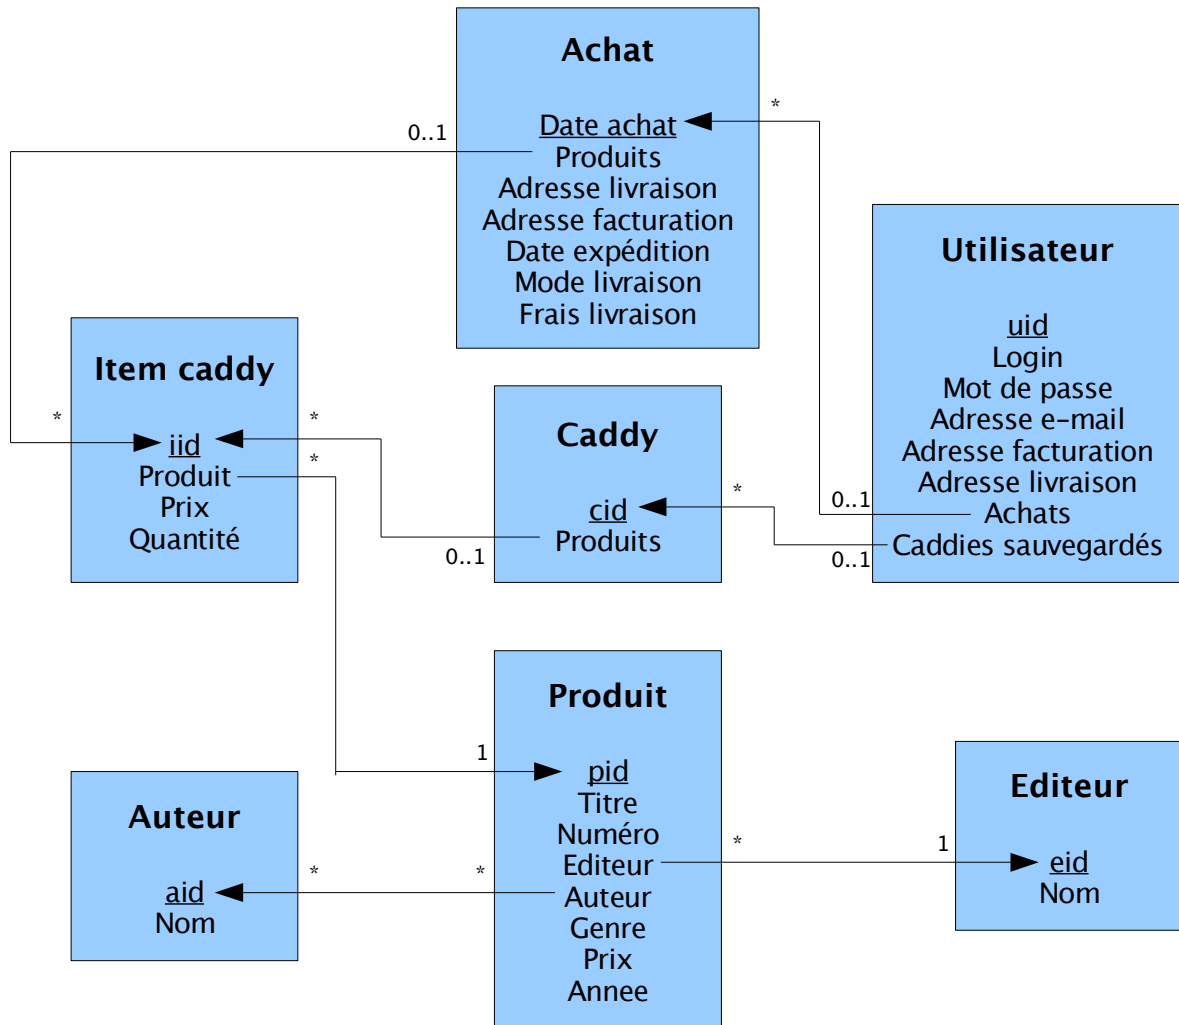 Achat
Date achat
Produits
Adresse livraison
Adresse facturation
Date expédition
Mode livraison
Frais livraison
*
0..1
Utilisateur
uid
Login
Mot de passe
Adresse e-mail
Adresse facturation
Adresse livraison
Achats
Caddies sauvegardés
0..1
0..1
Item caddy
iid
Produit
Prix
Quantité
*
*
*
Caddy
cid
Produits
*
0..1
Produit
pid
Titre
Numéro
Editeur
Auteur
Genre
Prix
Annee
1
*
*
Auteur
aid
Nom
*
Editeur
eid
Nom
1